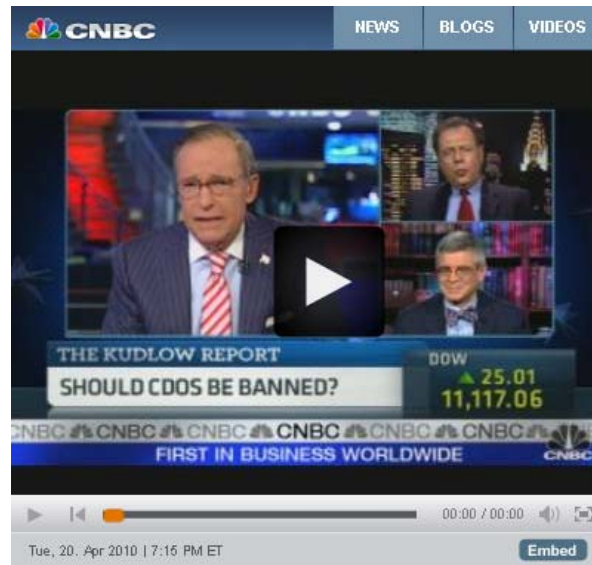 CNBC
NEWS BLOGS VIDEOS
THE KUDLOW REPORT
SHOULD CDOS BE BANNED?
DOW
25.01
11,117.06
CNBC CNBC CNBC CNBC CNBC CNBC
FIRST IN BUSINESS WORLDWIDE
CNBC
00:00 / 00:00
Tue, 20. Apr 2010 | 7:15 PM ET
Embed